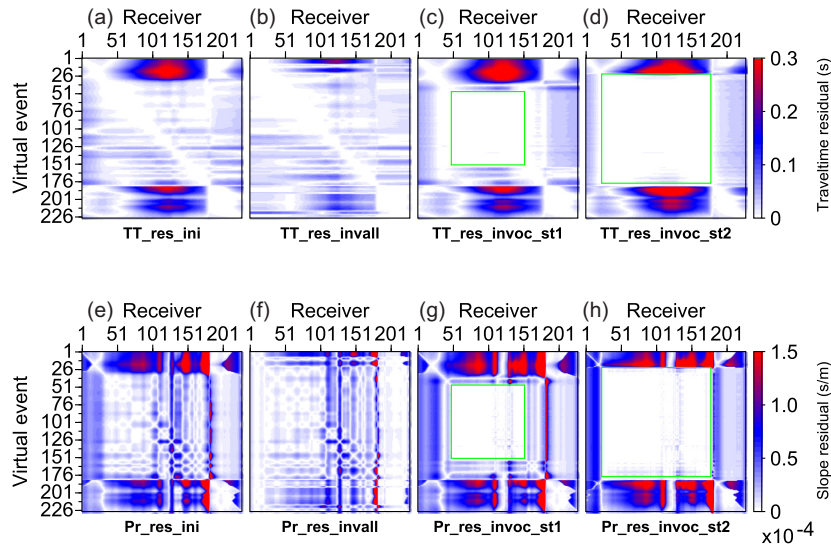 (a) Receiver (b) Receiver (c) Receiver (d) Receiver
1 51 101 151 201 1 51 101 151 201 1 51 101 151 201 1 51 101 151 201
Virtual event
1
26
51
76
101
126
151
176
201
226
0.3
0.2
0.1
0
Traveltime residual (s)
TT_res_ini TT_res_invall TT_res_invoc_st1 TT_res_invoc_st2
(e) Receiver (f) Receiver (g) Receiver (h) Receiver
1 51 101 151 201 1 51 101 151 201 1 51 101 151 201 1 51 101 151 201
Virtual event
1
26
51
76
101
126
151
176
201
226
1.5
1.0
0.5
0
Slope residual (s/m)
Pr_res_ini Pr_res_invall Pr_res_invoc_st1 Pr_res_invoc_st2
x10-4